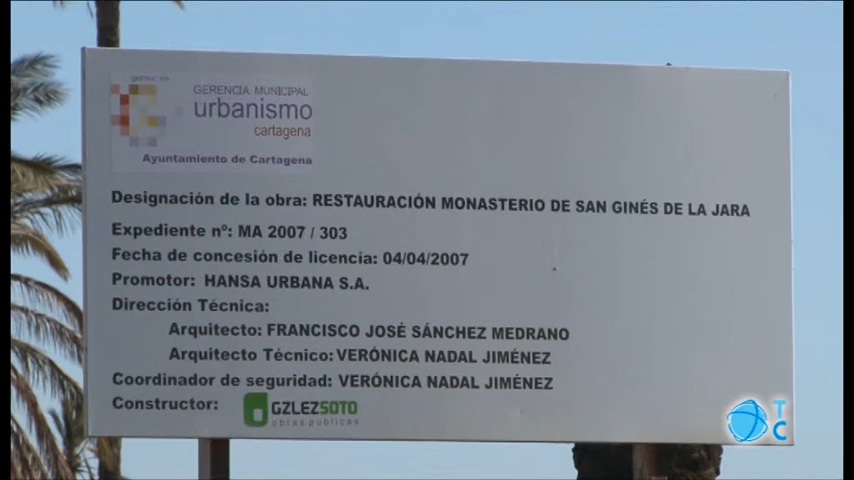 GERENCIA MUNICIPAL
urbanismo
cartagena
Ayuntamiento de Cartagena
Designación de la obra: RESTAURACIÓN MONASTERIO DE SAN GINÉS DE LA JARA
Expediente nº: MA 2007 / 303
Fecha de concesión de licencia: 04/04/2007
Promotor: HANSA URBANA S.A.
Dirección Técnica:
Arquitecto: FRANCISCO JOSÉ SÁNCHEZ MEDRANO
Arquitecto Técnico: VERÓNICA NADAL JIMÉNEZ
Coordinador de seguridad: VERÓNICA NADAL JIMÉNEZ
Constructor: GZLEZSOTO
obras públicas
TC